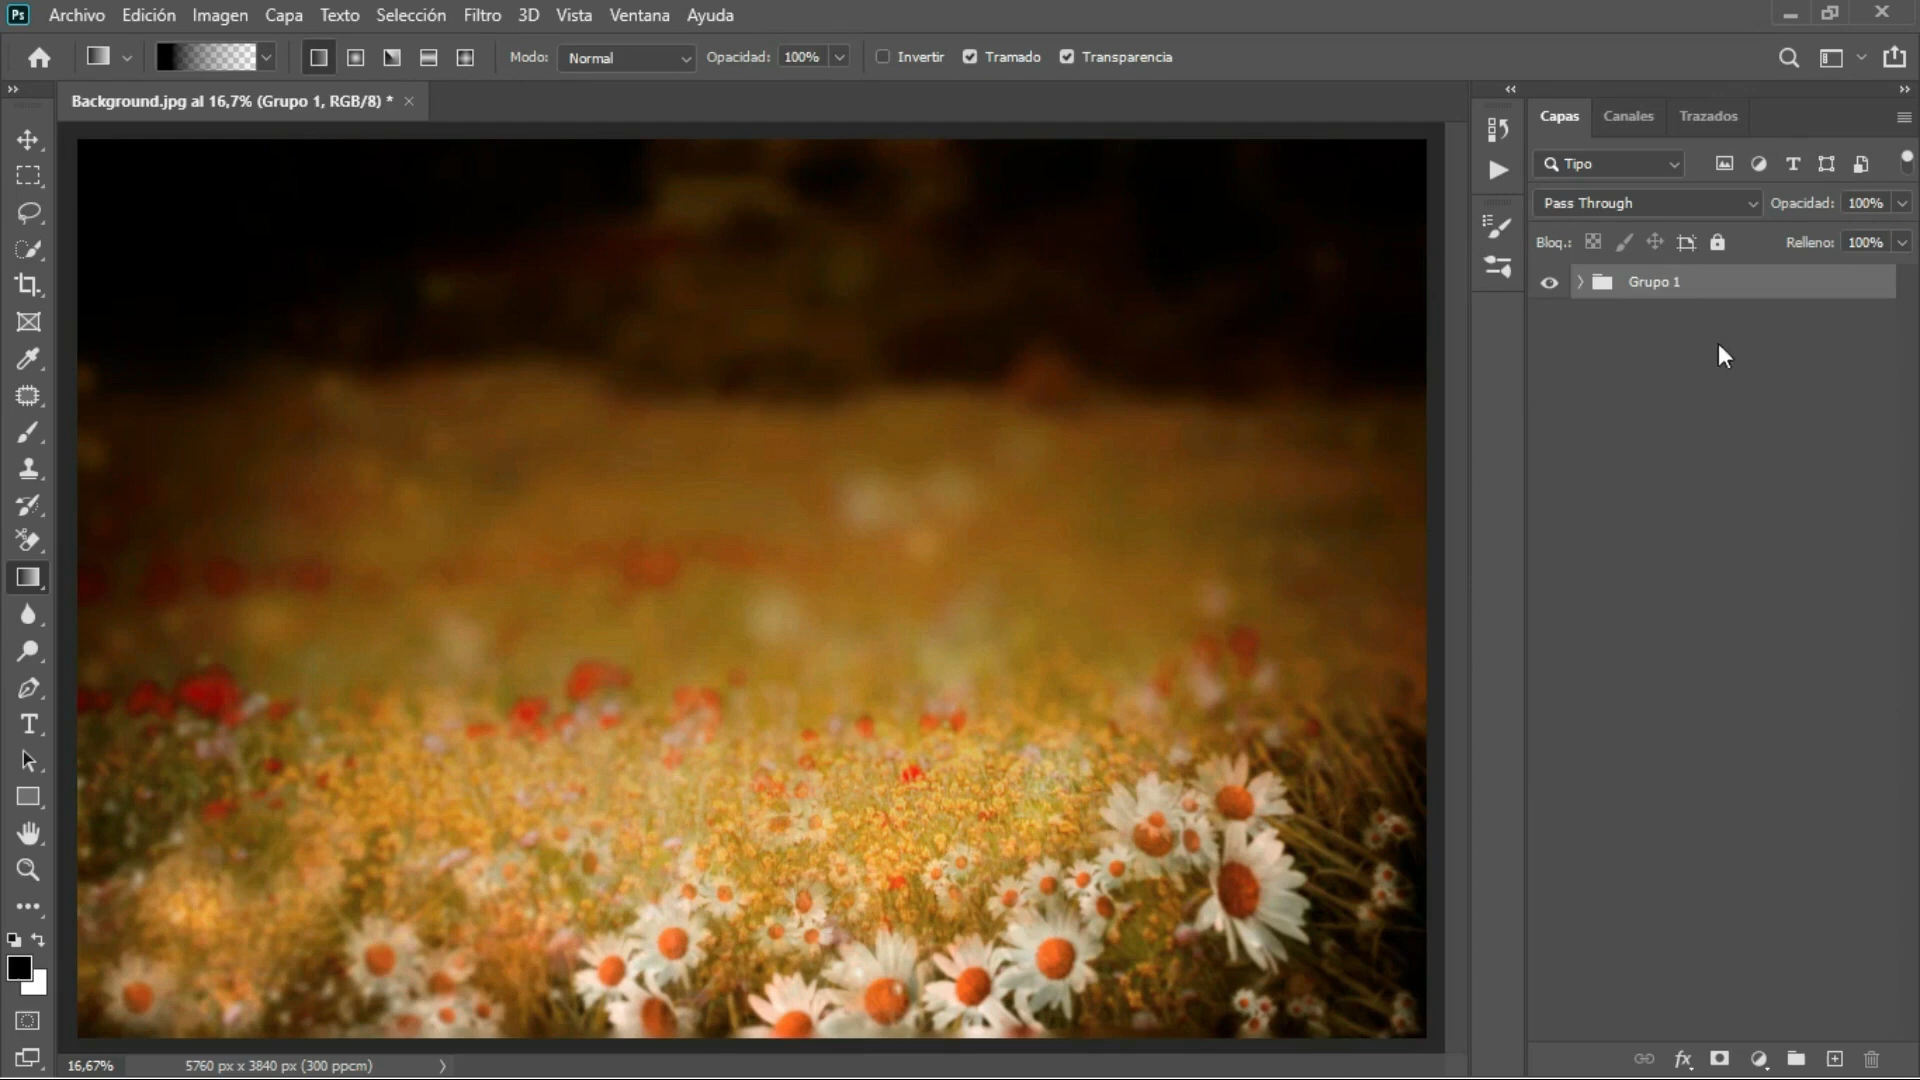 Ps Archivo Edición Imagen Capa Texto Selección Filtro 3D Vista Ventana Ayuda
Modo: Normal Opacidad: 100% Invertir Tramado Transparencia
Background.jpg al 16,7% (Grupo 1, RGB/8) *
Capas Canales Trazados
Tipo
Pass Through Opacidad: 100%
Bloq.: Relleno: 100%
Grupo 1
16,67% 5760 px x 3840 px (300 ppcm)